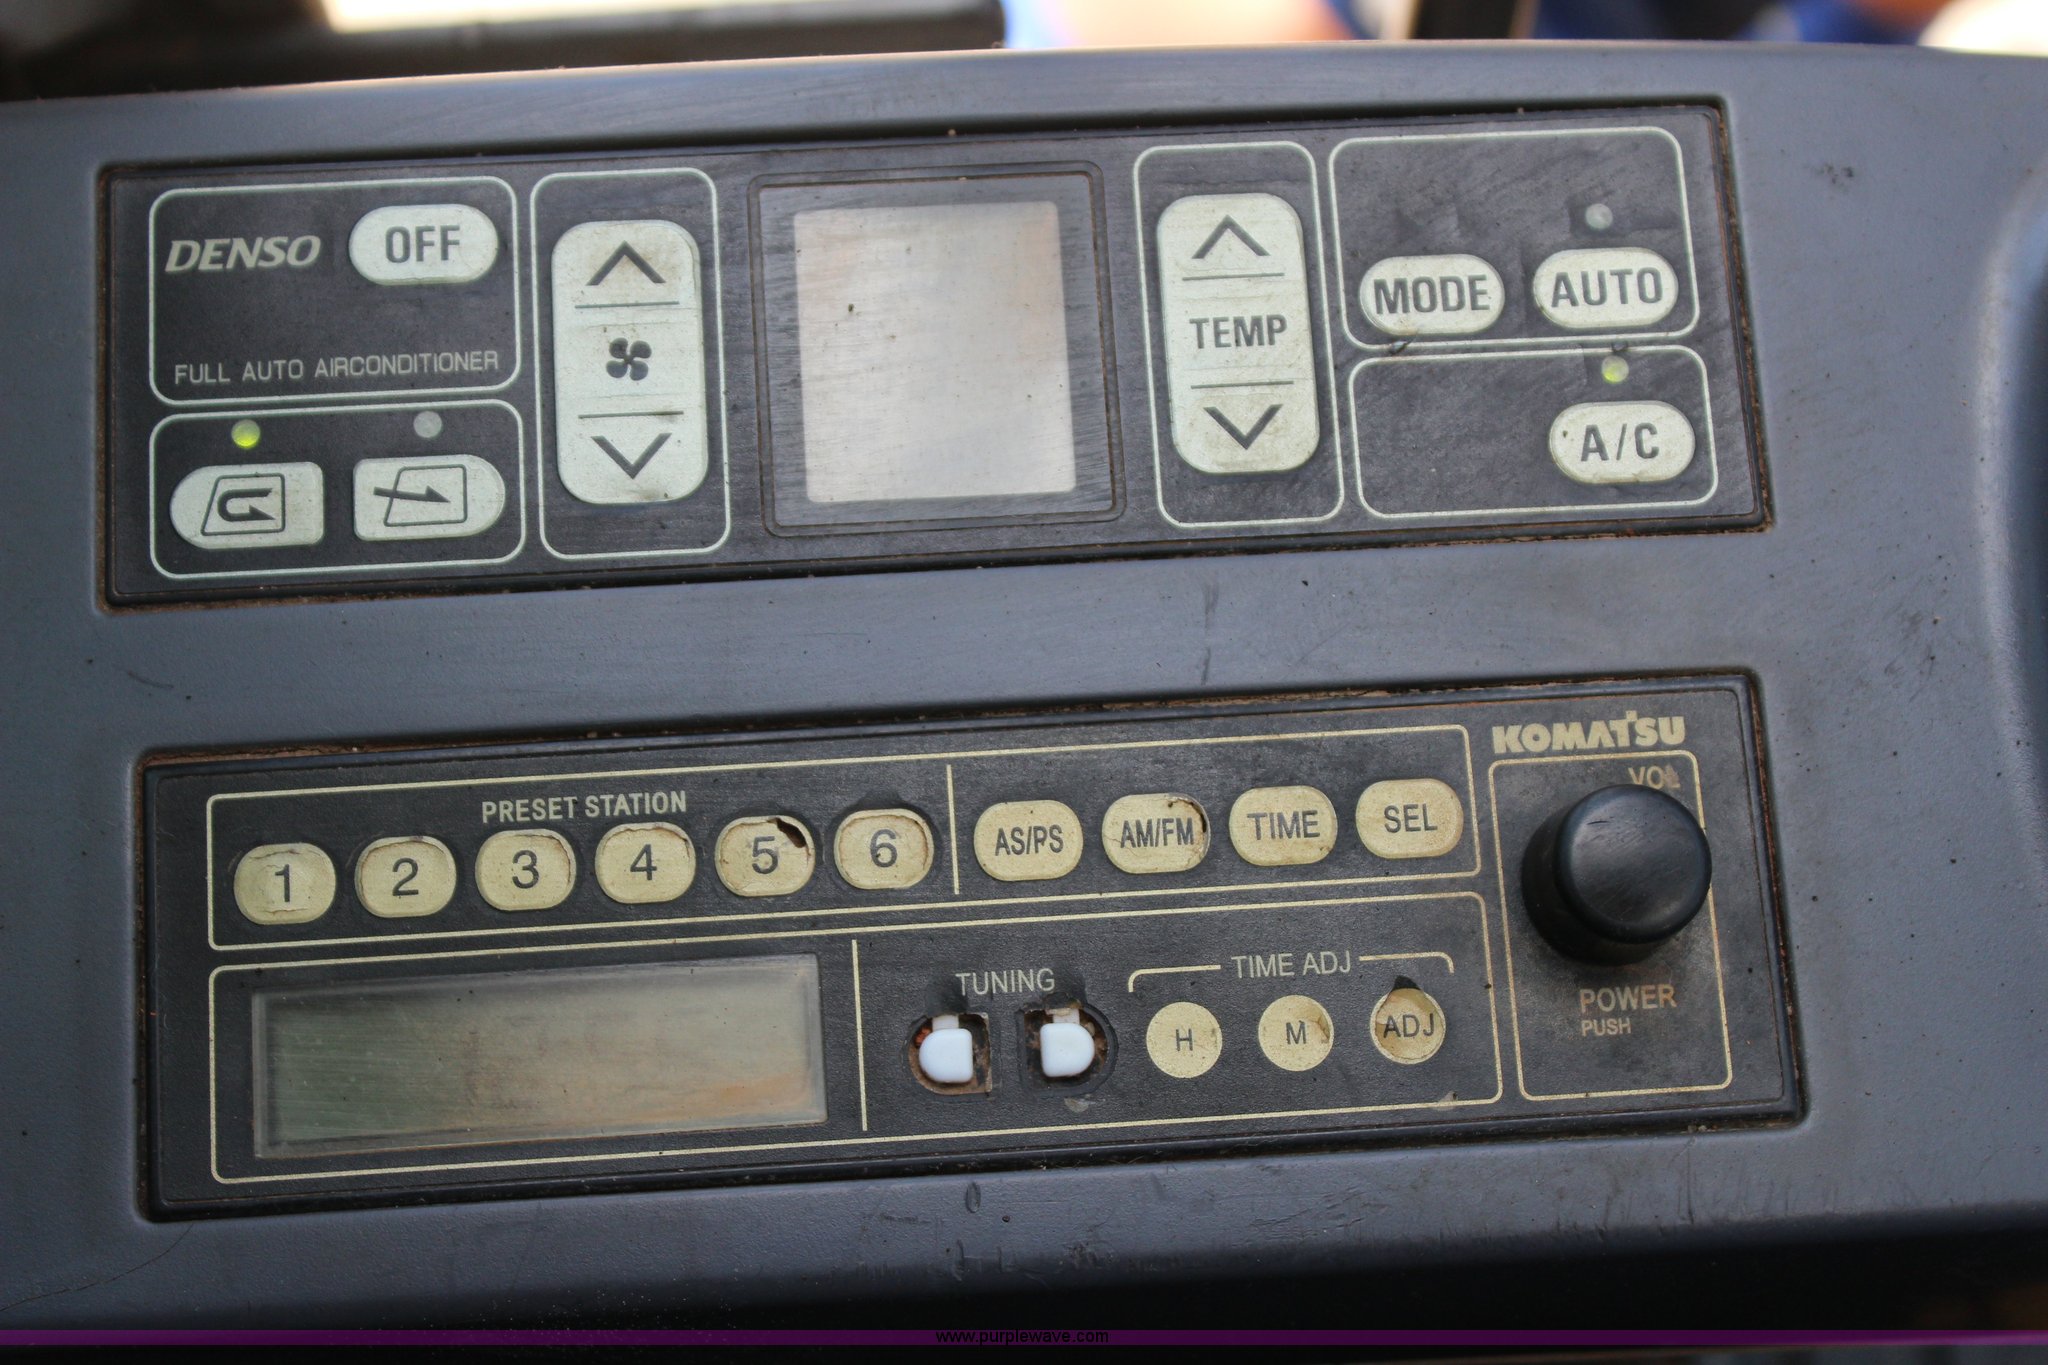 DENSO
OFF
FULL AUTO AIRCONDITIONER
TEMP
MODE
AUTO
A/C
KOMATSU
PRESET STATION
1 2 3 4 5 6
AS/PS
AM/FM
TIME
SEL
VOL
TUNING
TIME ADJ
H
M
ADJ
POWER
PUSH
www.purplewave.com